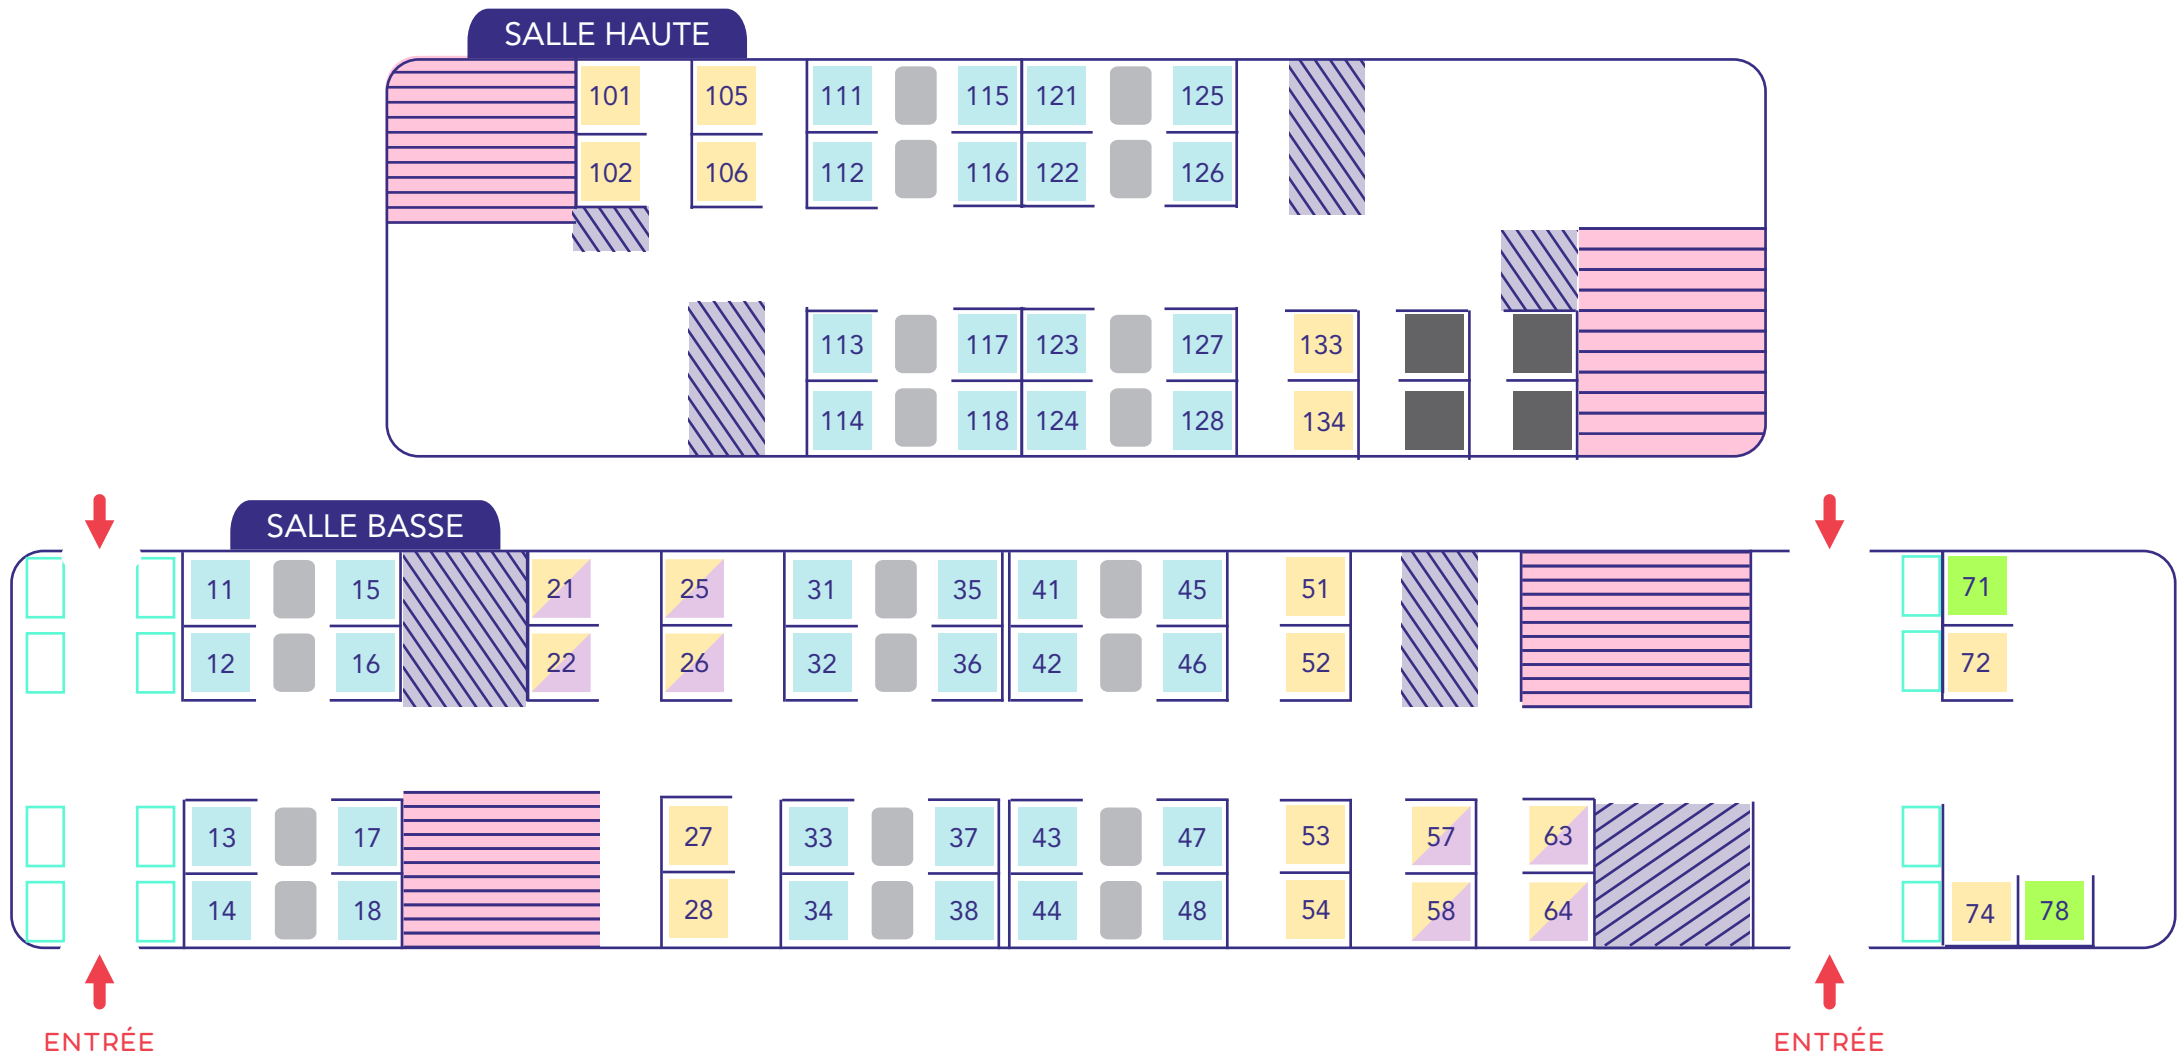 SALLE HAUTE
101 105 111 115 121 125
102 106 112 116 122 126
113 117 123 127 133
114 118 124 128 134
SALLE BASSE
11 15 21 25 31 35 41 45 51 71
12 16 22 26 32 36 42 46 52 72
13 17 27 33 37 43 47 53 57 63
14 18 28 34 38 44 48 54 58 64 74 78
ENTRÉE ENTRÉE